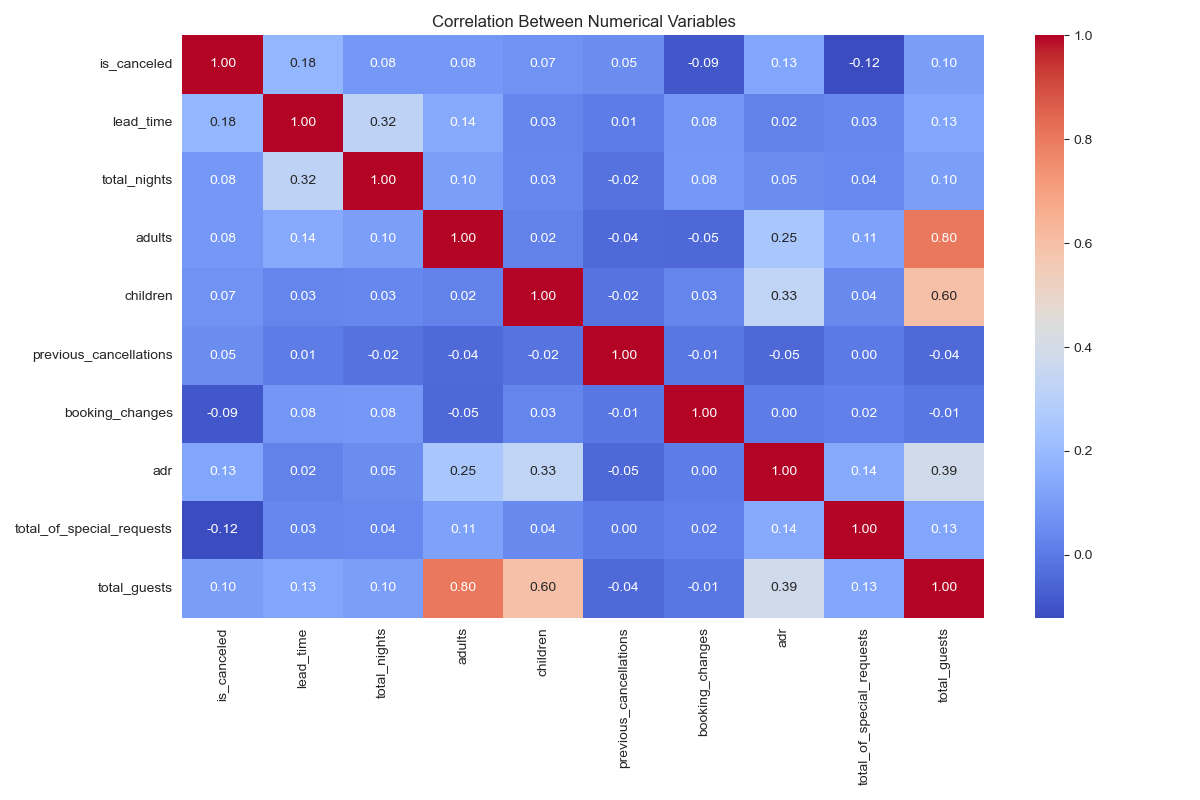 Correlation Between Numerical Variables
is_canceled 1.00 0.18 0.08 0.08 0.07 0.05 -0.09 0.13 -0.12 0.10
lead_time 0.18 1.00 0.32 0.14 0.03 0.01 0.08 0.02 0.03 0.13
total_nights 0.08 0.32 1.00 0.10 0.03 -0.02 0.08 0.05 0.04 0.10
adults 0.08 0.14 0.10 1.00 0.02 -0.04 -0.05 0.25 0.11 0.80
children 0.07 0.03 0.03 0.02 1.00 -0.02 0.03 0.33 0.04 0.60
previous_cancellations 0.05 0.01 -0.02 -0.04 -0.02 1.00 -0.01 -0.05 0.00 -0.04
booking_changes -0.09 0.08 0.08 -0.05 0.03 -0.01 1.00 0.00 0.02 -0.01
adr 0.13 0.02 0.05 0.25 0.33 -0.05 0.00 1.00 0.14 0.39
total_of_special_requests -0.12 0.03 0.04 0.11 0.04 0.00 0.02 0.14 1.00 0.13
total_guests 0.10 0.13 0.10 0.80 0.60 -0.04 -0.01 0.39 0.13 1.00
is_canceled
lead_time
total_nights
adults
children
previous_cancellations
booking_changes
adr
total_of_special_requests
total_guests
1.0
0.8
0.6
0.4
0.2
0.0